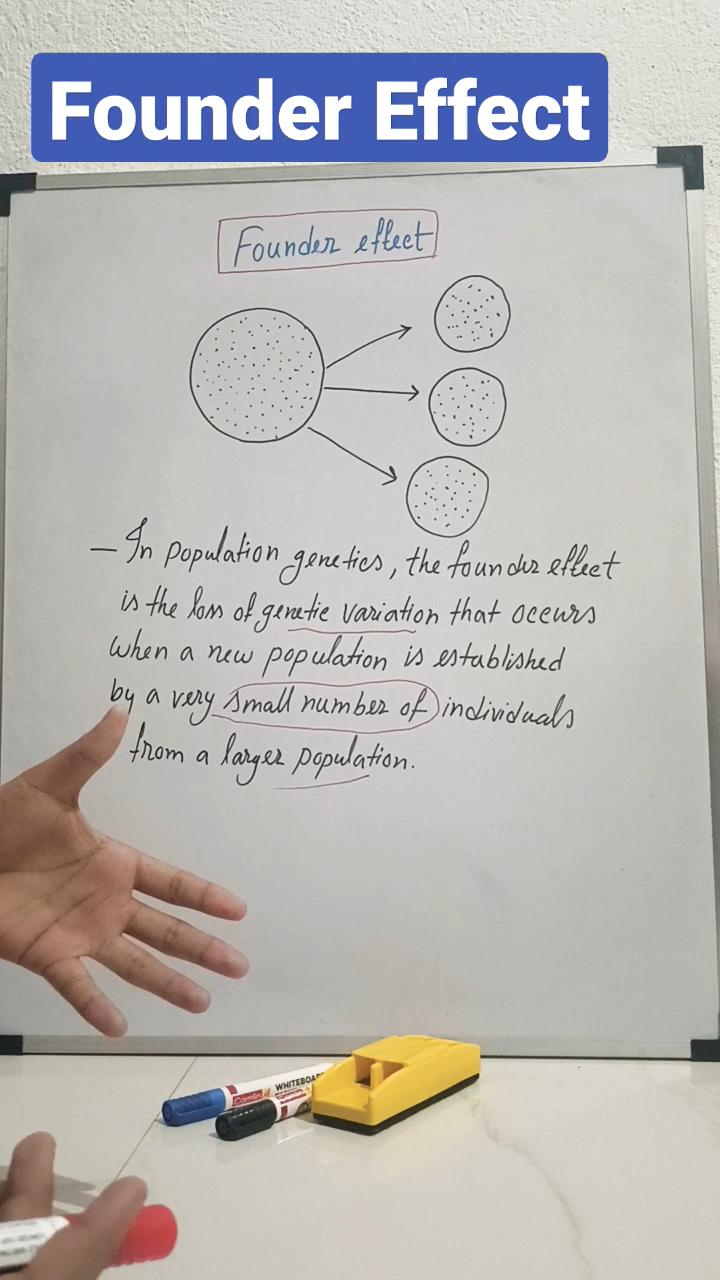 Founder Effect
Founder effect
– In population genetics, the founder effect
is the loss of genetic variation that occurs
when a new population is established
by a very small number of individuals
from a larger population.
WHITEBOAR
Camlin